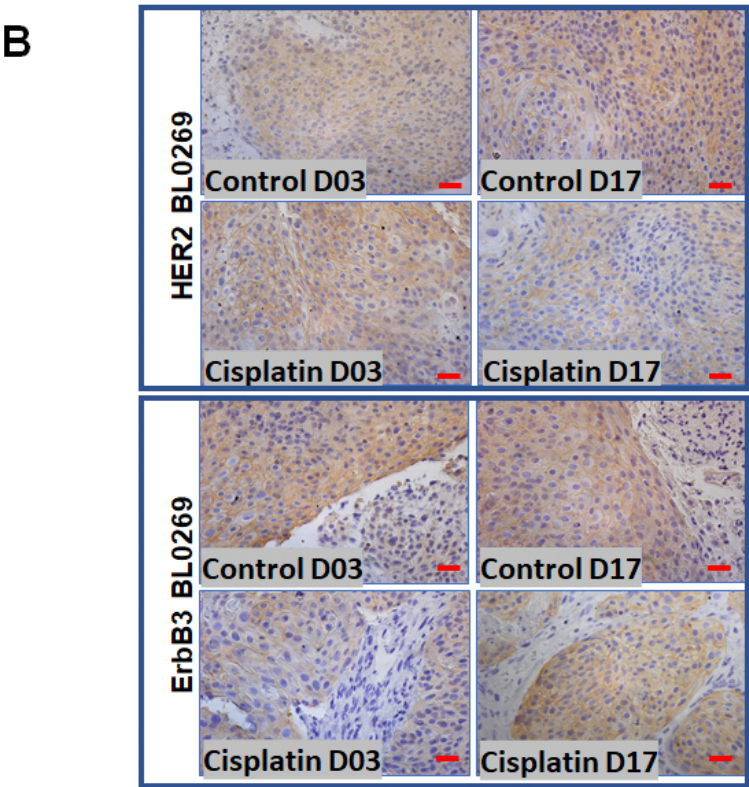 B
HER2 BL0269
Control D03
Control D17
Cisplatin D03
Cisplatin D17
ErbB3 BL0269
Control D03
Control D17
Cisplatin D03
Cisplatin D17